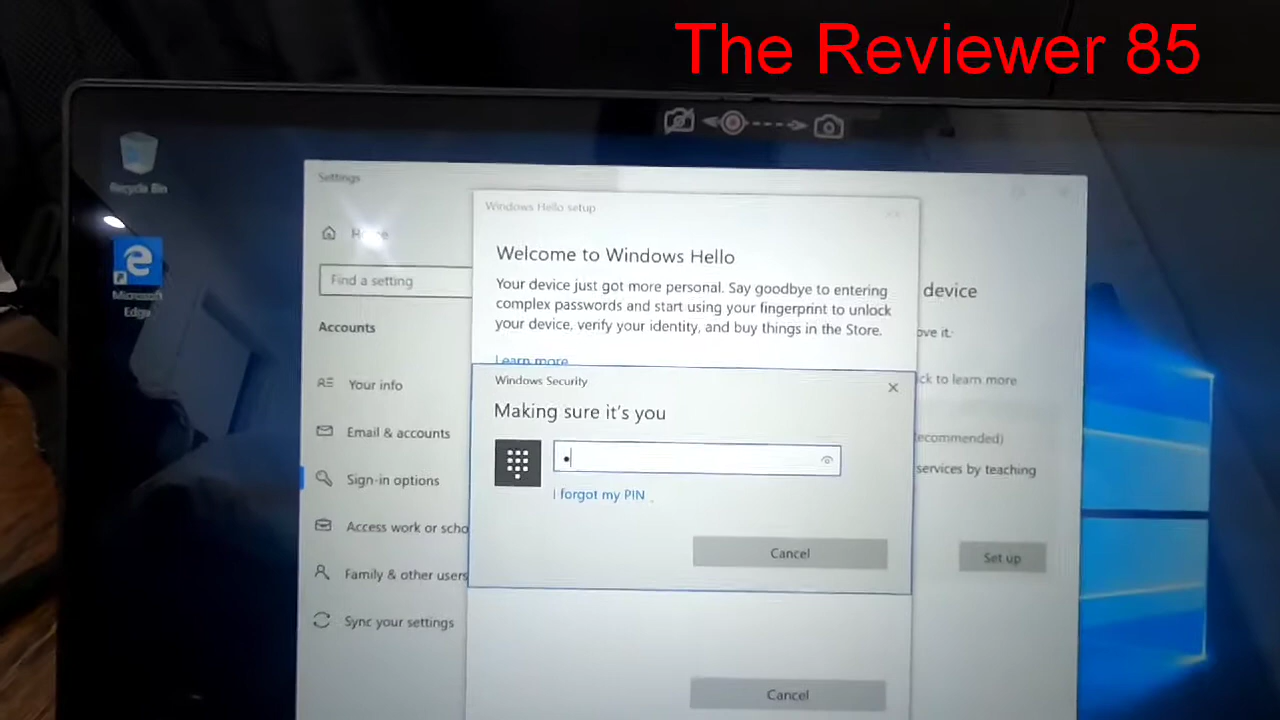 The Reviewer 85
Recycle Bin
Microsoft
Edge
Settings
Home
Find a setting
Accounts
Your info
Email & accounts
Sign-in options
Access work or scho
Family & other users
Sync your settings
Windows Hello setup
Welcome to Windows Hello
Your device just got more personal. Say goodbye to entering
complex passwords and start using your fingerprint to unlock
your device, verify your identity, and buy things in the Store.
Learn more
Windows Security
Making sure it's you
I forgot my PIN
Cancel
Cancel
device
ove it.
ck to learn more
ecommended)
services by teaching
Set up